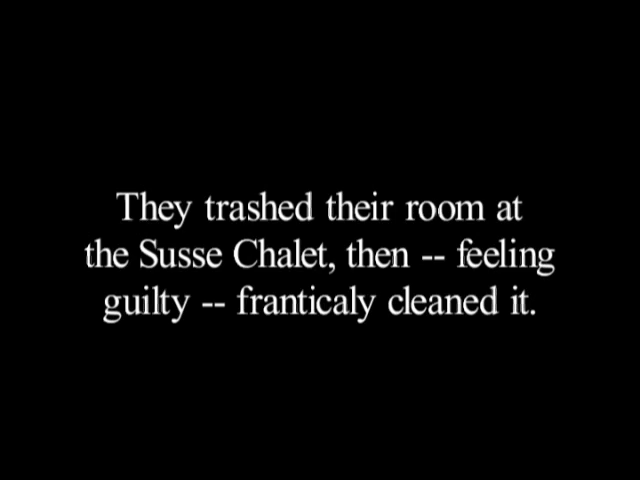 They trashed their room at
the Susse Chalet, then -- feeling
guilty -- franticaly cleaned it.